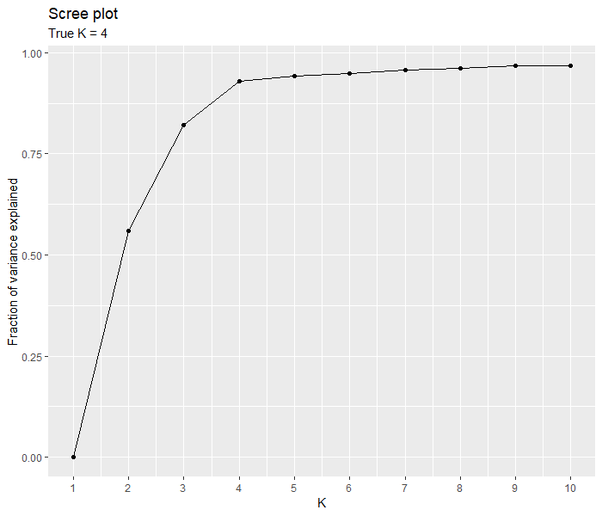 Scree plot
True K = 4
1.00
0.75
0.50
0.25
0.00
Fraction of variance explained
1 2 3 4 5 6 7 8 9 10
K